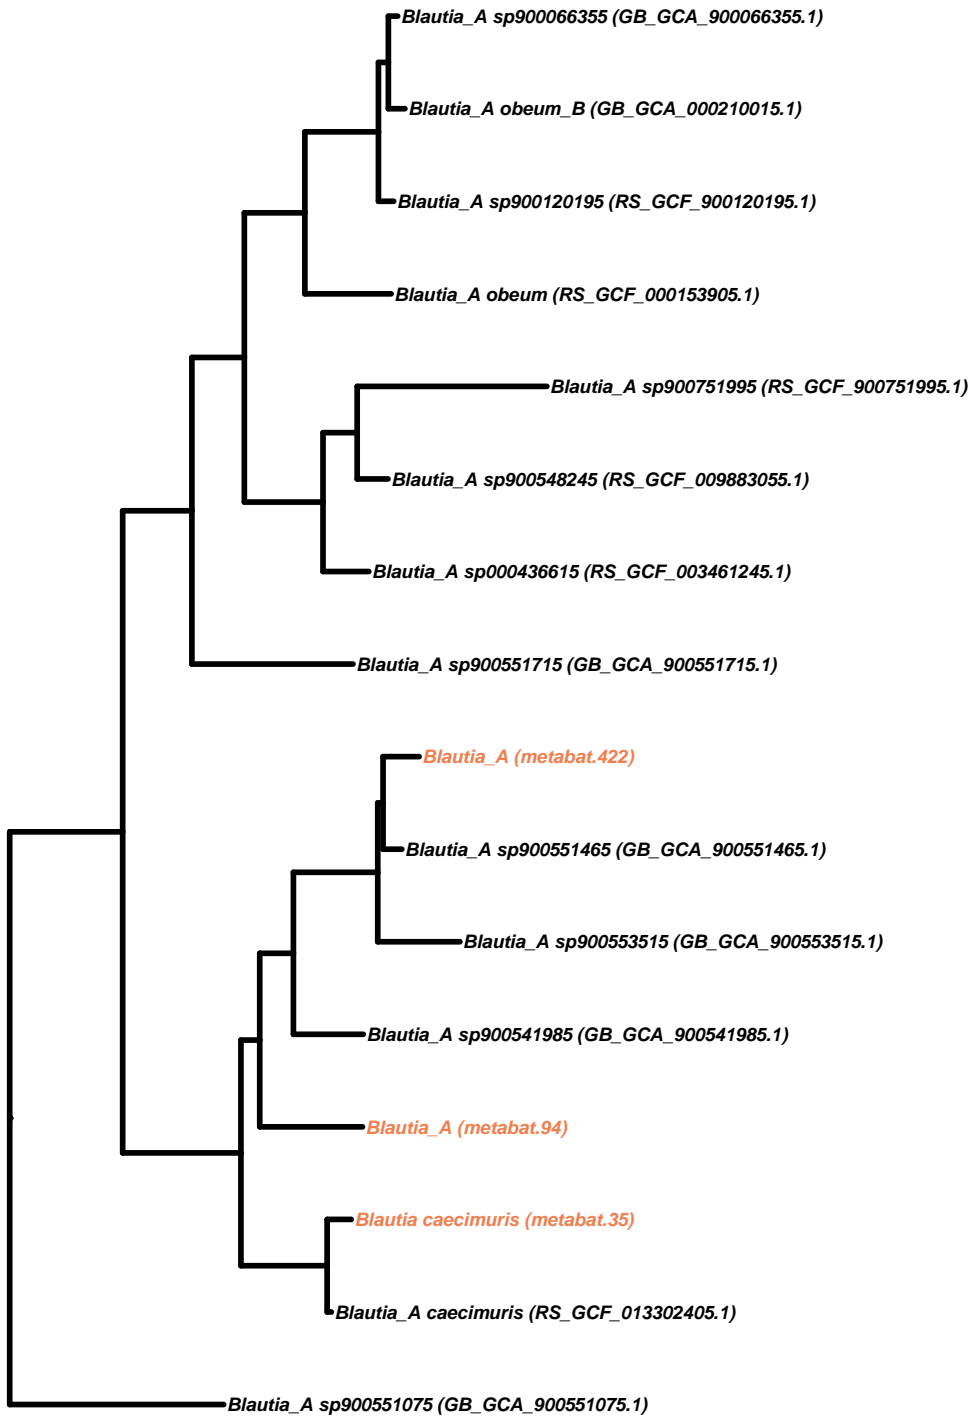 Blautia_A sp900066355 (GB_GCA_900066355.1)
Blautia_A obeum_B (GB_GCA_000210015.1)
Blautia_A sp900120195 (RS_GCF_900120195.1)
Blautia_A obeum (RS_GCF_000153905.1)
Blautia_A sp900751995 (RS_GCF_900751995.1)
Blautia_A sp900548245 (RS_GCF_009883055.1)
Blautia_A sp000436615 (RS_GCF_003461245.1)
Blautia_A sp900551715 (GB_GCA_900551715.1)
Blautia_A (metabat.422)
Blautia_A sp900551465 (GB_GCA_900551465.1)
Blautia_A sp900553515 (GB_GCA_900553515.1)
Blautia_A sp900541985 (GB_GCA_900541985.1)
Blautia_A (metabat.94)
Blautia caecimuris (metabat.35)
Blautia_A caecimuris (RS_GCF_013302405.1)
Blautia_A sp900551075 (GB_GCA_900551075.1)